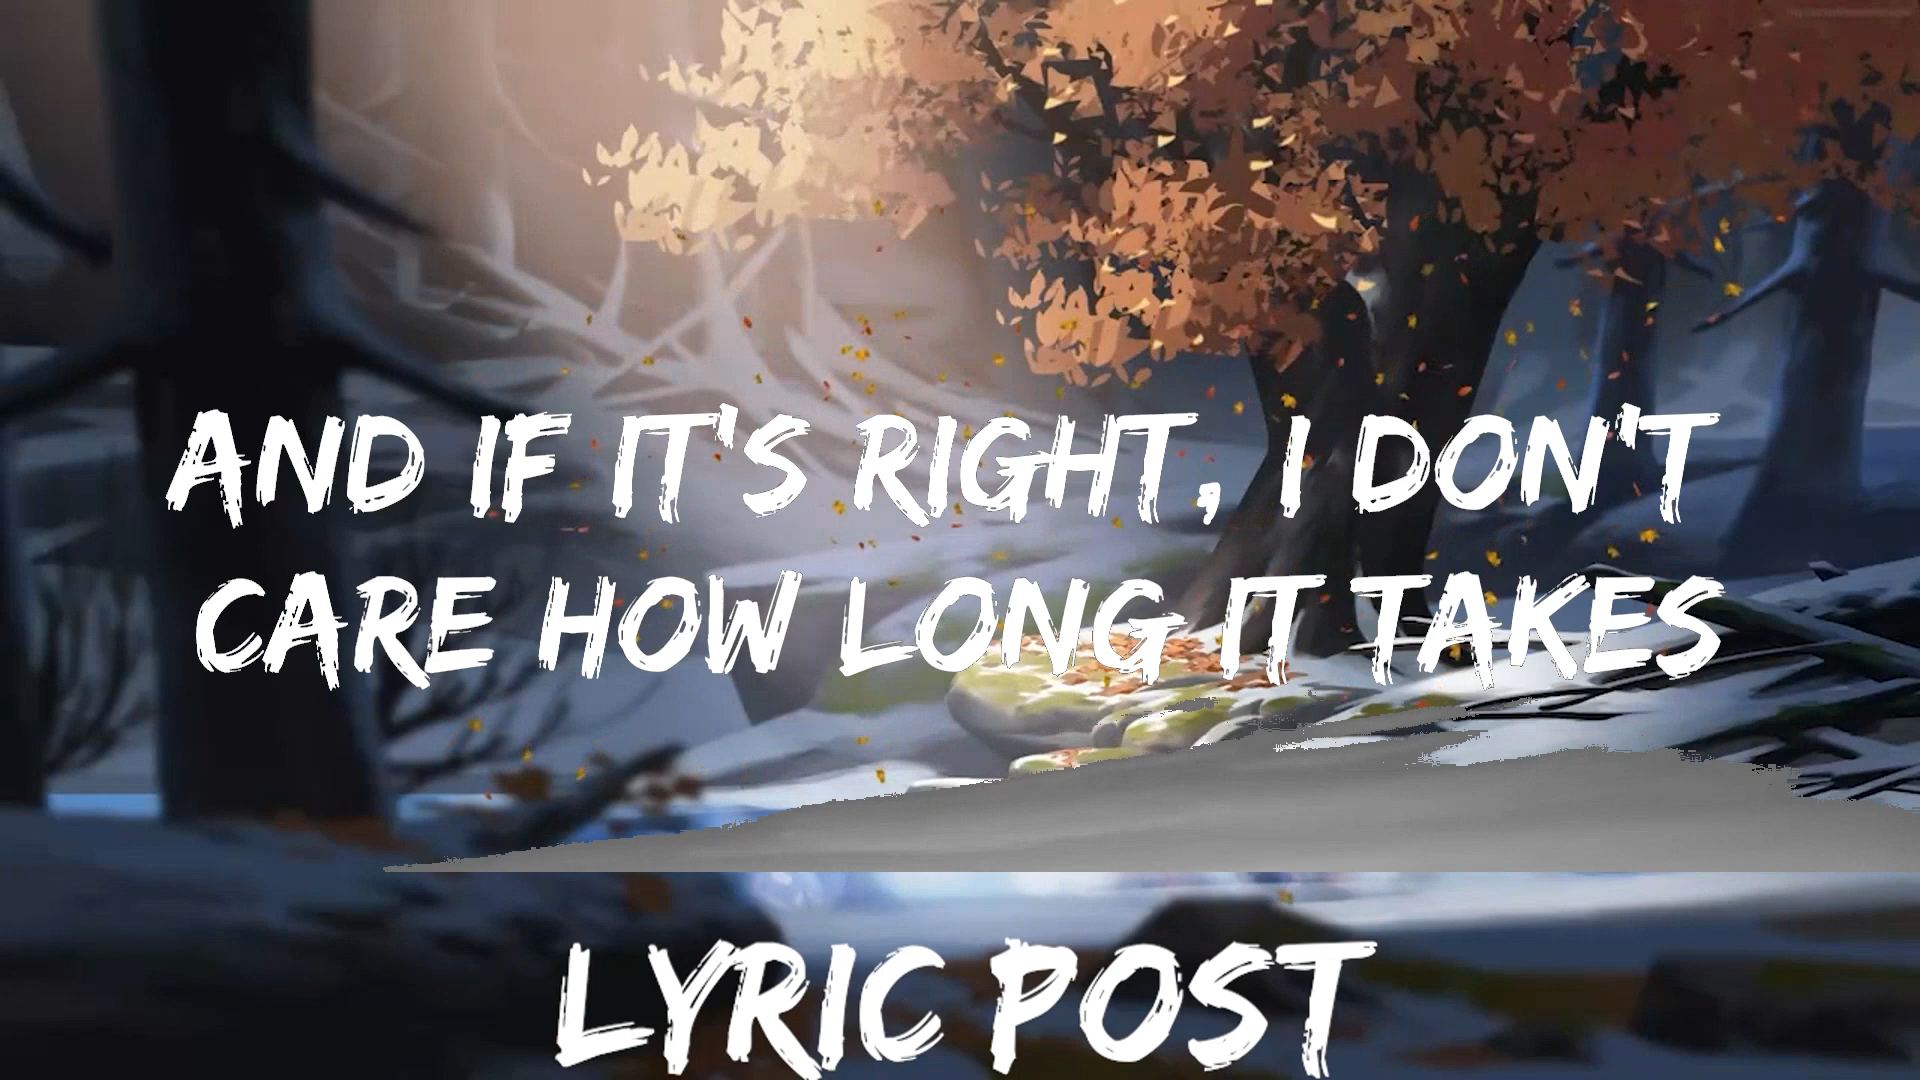 AND IF IT'S RIGHT, I DON'T
CARE HOW LONG IT TAKES
LYRIC POST